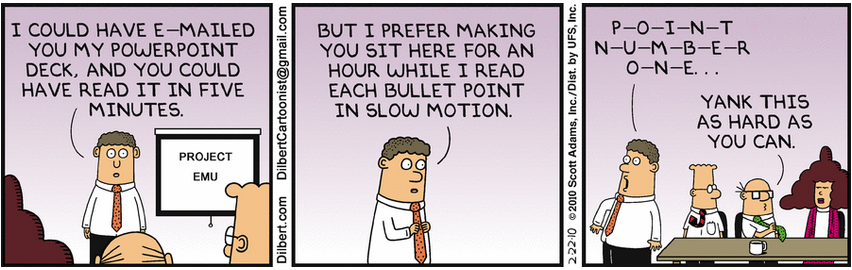 I COULD HAVE E-MAILED
YOU MY POWERPOINT
DECK, AND YOU COULD
HAVE READ IT IN FIVE
MINUTES.
PROJECT
EMU
Dilbert.com DilbertCartoonist@gmail.com
BUT I PREFER MAKING
YOU SIT HERE FOR AN
HOUR WHILE I READ
EACH BULLET POINT
IN SLOW MOTION.
2-22-10 ©2010 Scott Adams, Inc./Dist. by UFS, Inc.
P-O-I-N-T
N-U-M-B-E-R
O-N-E...
YANK THIS
AS HARD AS
YOU CAN.